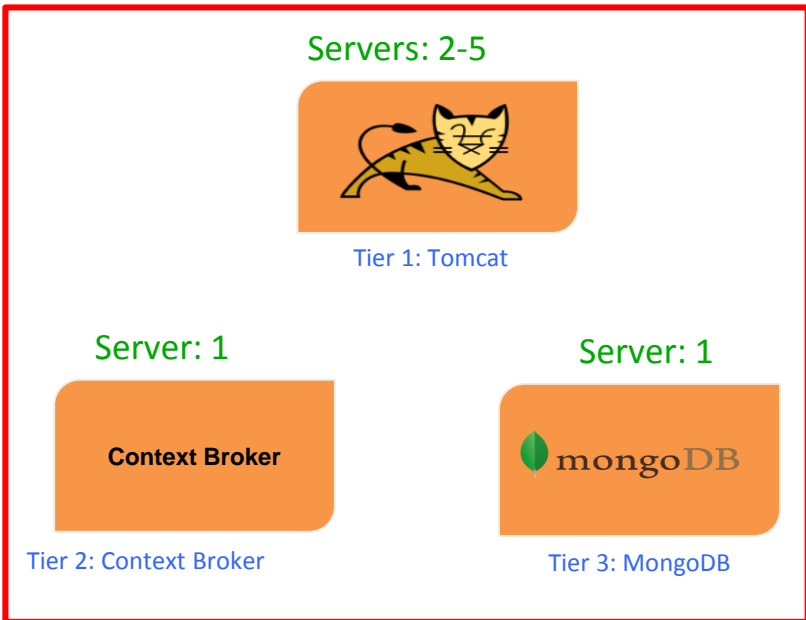 Servers: 2-5
Tier 1: Tomcat
Server: 1
Server: 1
Context Broker
mongoDB
Tier 2: Context Broker
Tier 3: MongoDB